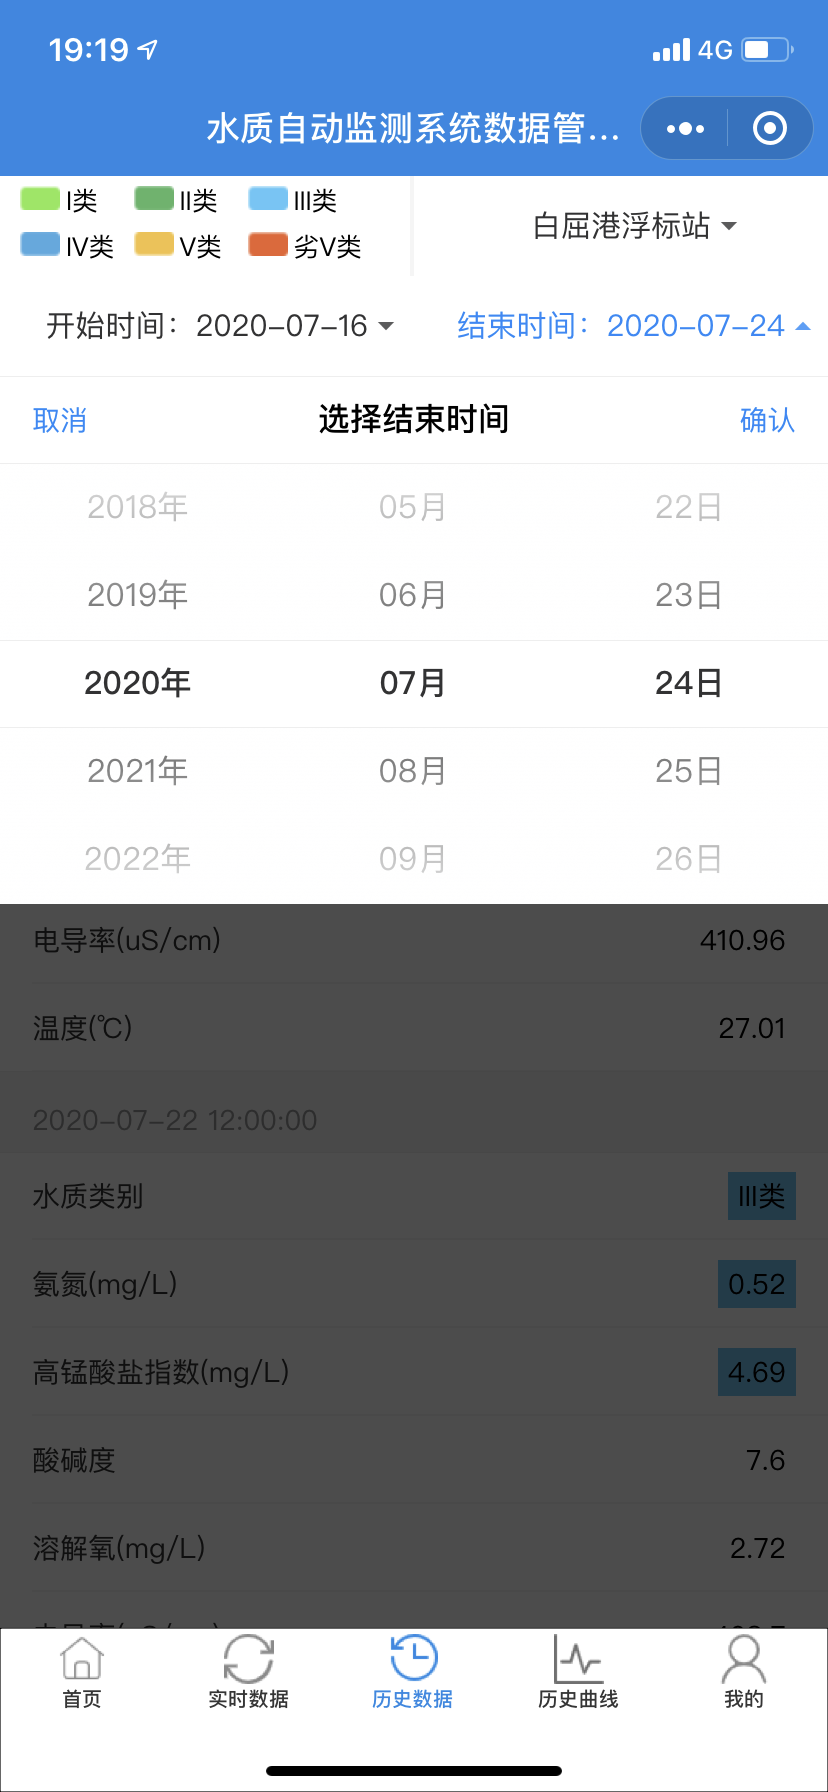 19:19
4G
水质自动监测系统数据管...
I类 II类 III类
IV类 V类 劣V类
白屈港浮标站
开始时间：2020-07-16
结束时间：2020-07-24
取消 选择结束时间 确认
2018年 05月 22日
2019年 06月 23日
2020年 07月 24日
2021年 08月 25日
2022年 09月 26日
电导率(uS/cm) 410.96
温度(℃) 27.01
2020-07-22 12:00:00
水质类别 III类
氨氮(mg/L) 0.52
高锰酸盐指数(mg/L) 4.69
酸碱度 7.6
溶解氧(mg/L) 2.72
首页 实时数据 历史数据 历史曲线 我的